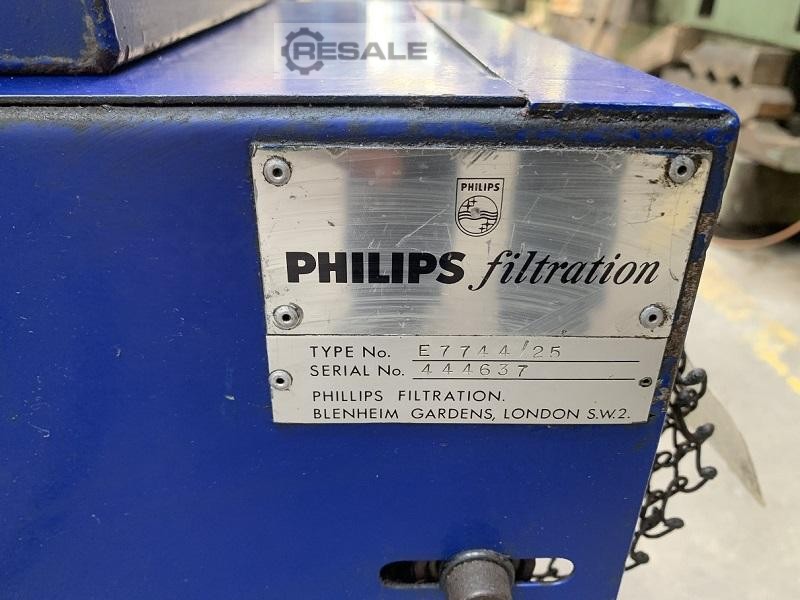 RESALE
PHILIPS
PHILIPS filtration
TYPE No. E7744/25
SERIAL No. 444637
PHILLIPS FILTRATION.
BLENHEIM GARDENS, LONDON S.W.2.